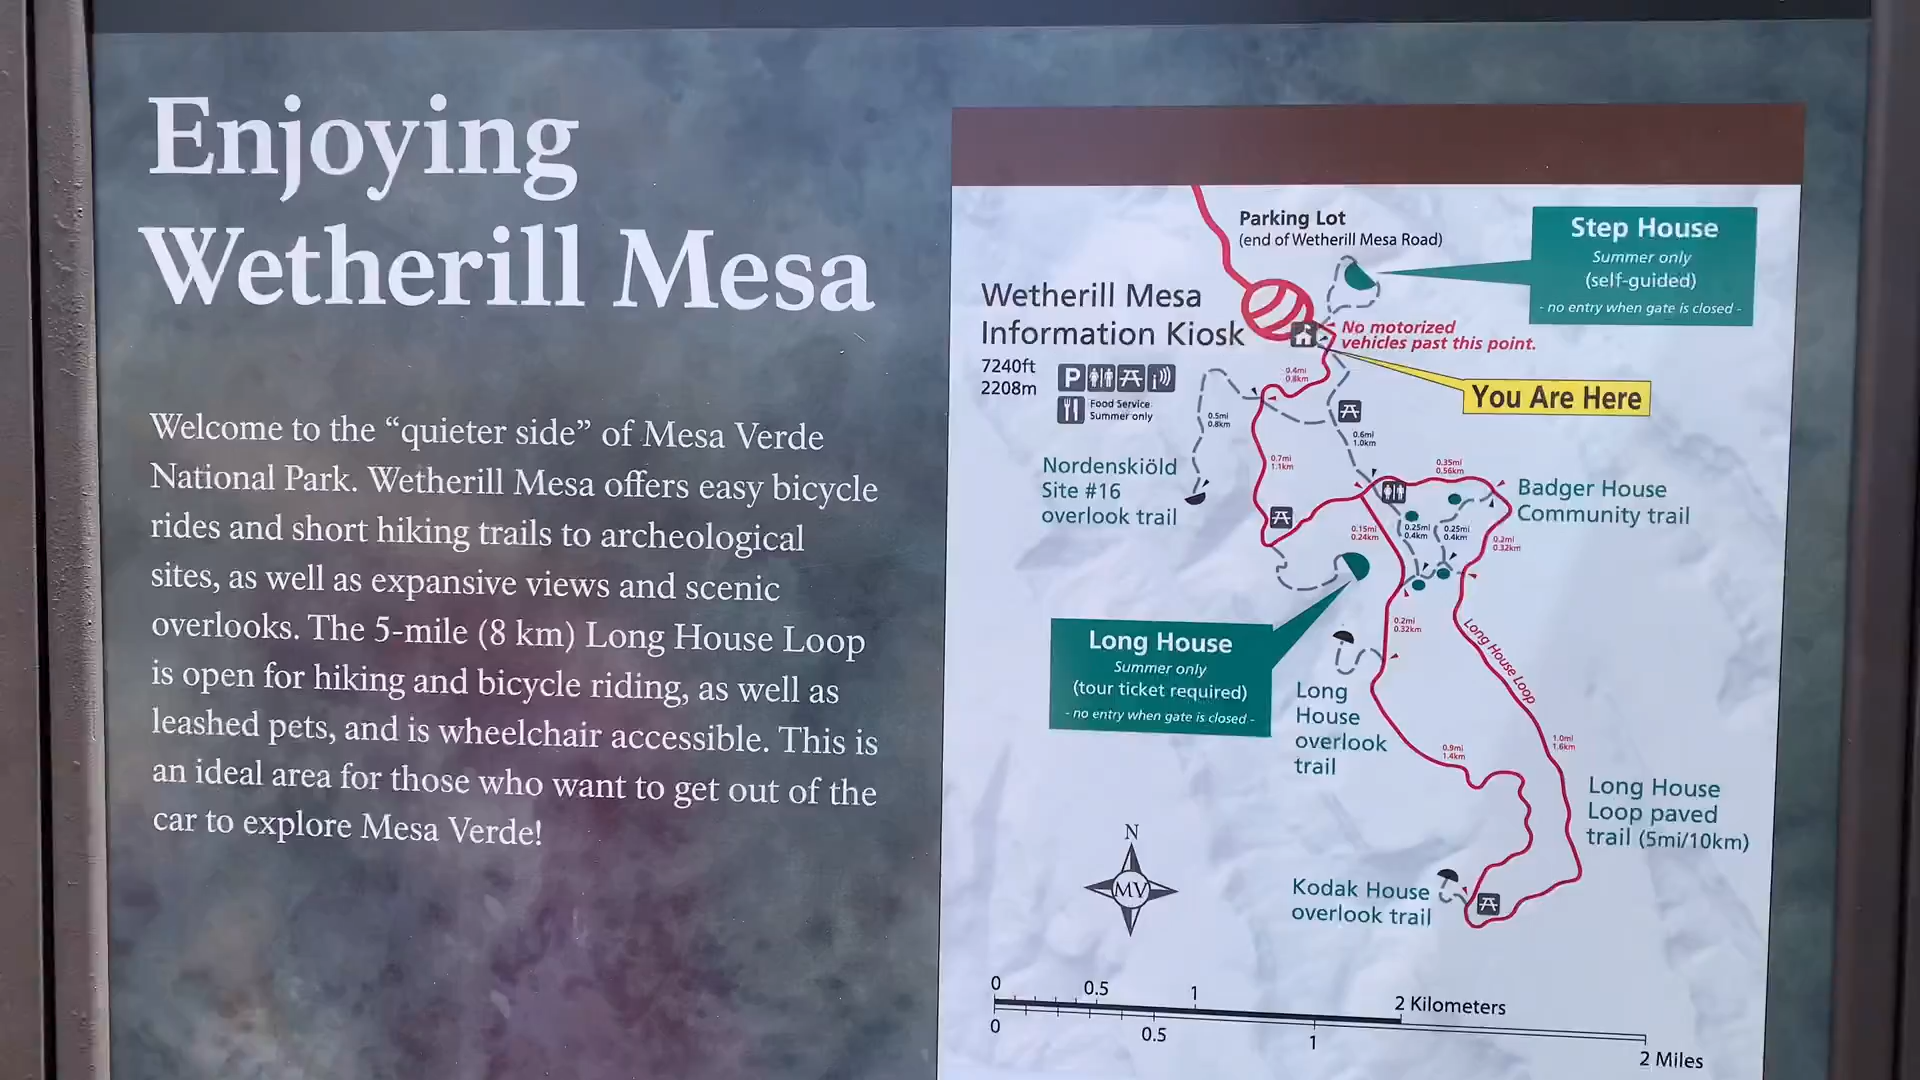 Enjoying
Wetherill Mesa
Welcome to the “quieter side” of Mesa Verde
National Park. Wetherill Mesa offers easy bicycle
rides and short hiking trails to archeological
sites, as well as expansive views and scenic
overlooks. The 5-mile (8 km) Long House Loop
is open for hiking and bicycle riding, as well as
leashed pets, and is wheelchair accessible. This is
an ideal area for those who want to get out of the
car to explore Mesa Verde!
Parking Lot
(end of Wetherill Mesa Road)
Step House
Summer only
(self-guided)
- no entry when gate is closed -
Wetherill Mesa
Information Kiosk
7240ft
2208m
P
i
Food Service
Summer only
No motorized
vehicles past this point.
You Are Here
0.4mi
0.8km
0.5mi
0.8km
0.6mi
1.0km
0.7mi
1.1km
0.35mi
0.56km
Nordenskiöld
Site #16
overlook trail
Badger House
Community trail
0.15mi
0.24km
0.25mi
0.4km
0.25mi
0.4km
0.2mi
0.32km
Long House
Summer only
(tour ticket required)
- no entry when gate is closed -
0.2mi
0.32km
Long House Loop
Long
House
overlook
trail
0.9mi
1.4km
1.0mi
1.6km
Long House
Loop paved
trail (5mi/10km)
Kodak House
overlook trail
N
MV
0 0.5 1 2 Kilometers
0 0.5 1 2 Miles